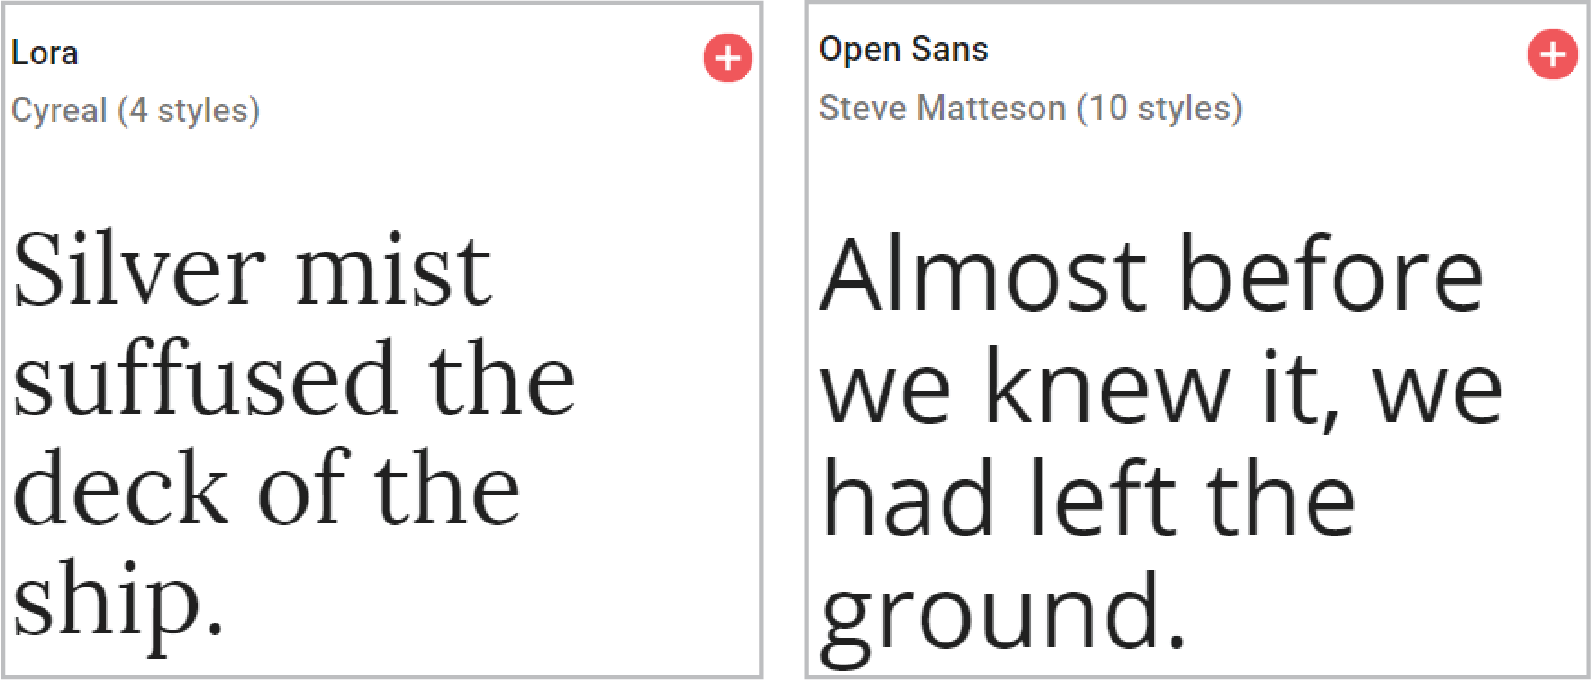 Lora
Cyreal (4 styles)
Silver mist
suffused the
deck of the
ship.
Open Sans
Steve Matteson (10 styles)
Almost before
we knew it, we
had left the
ground.